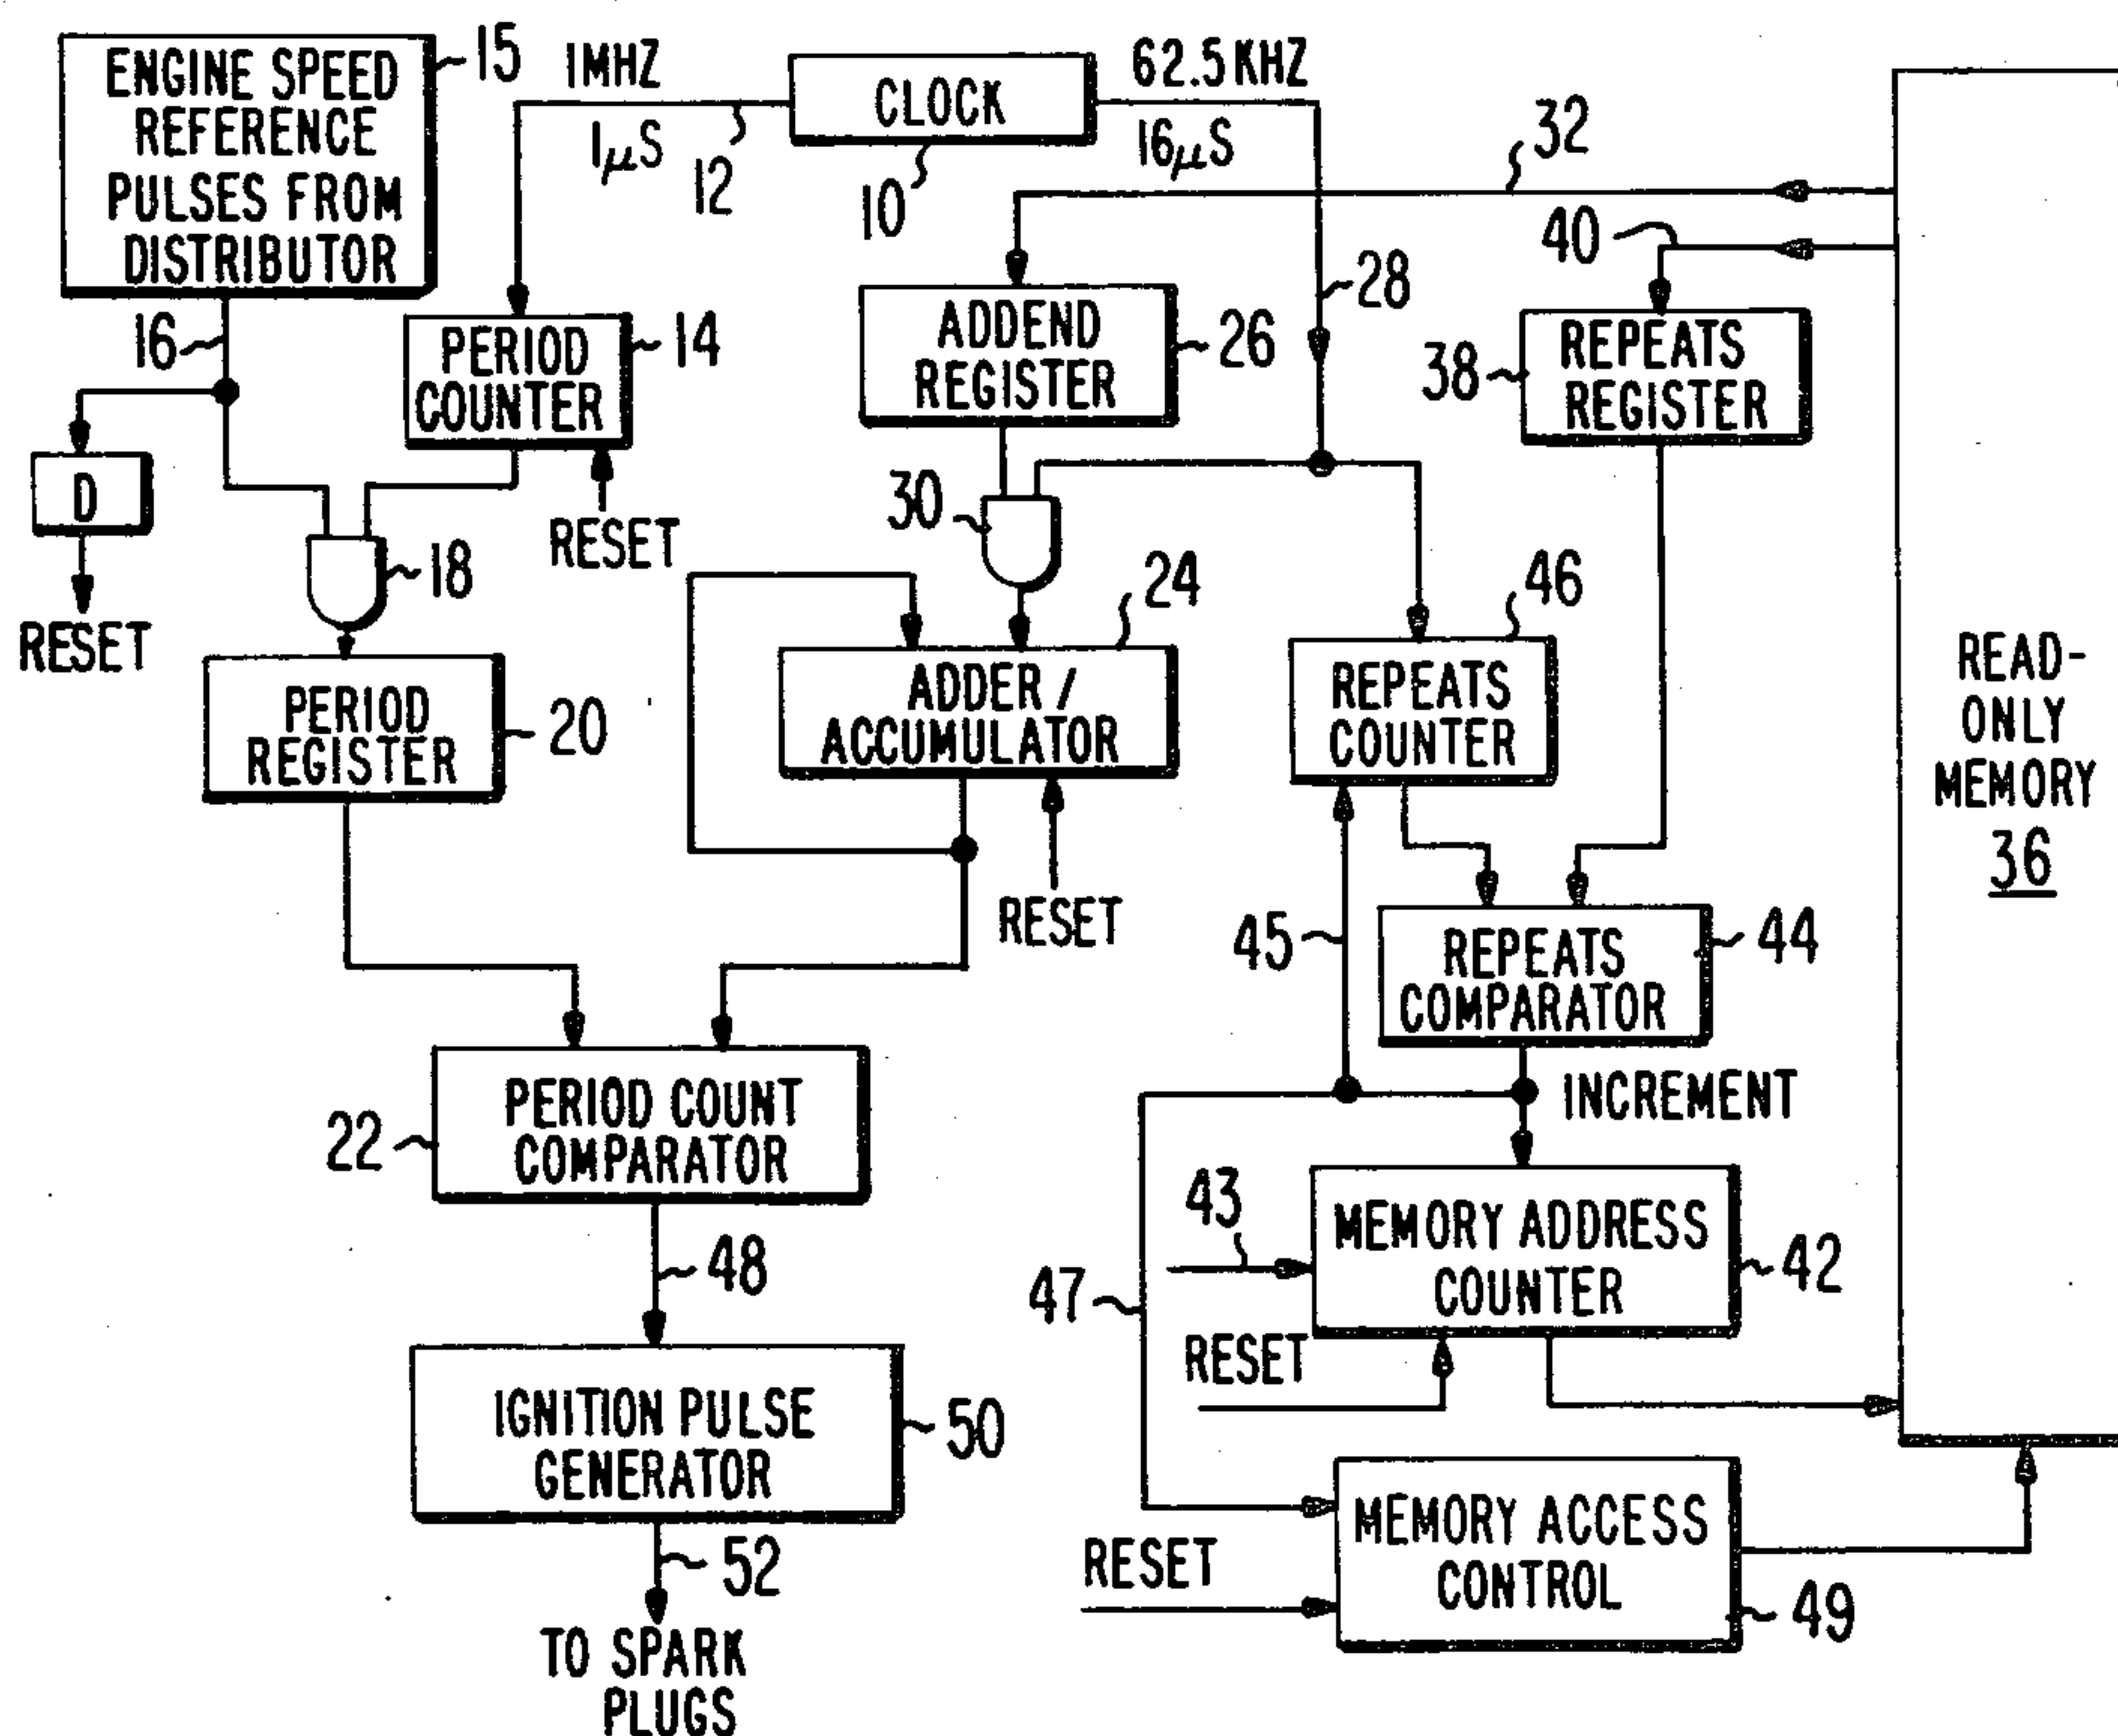 ENGINE SPEED
REFERENCE
PULSES FROM
DISTRIBUTOR
15
1MHZ
1µS
12
CLOCK
10
62.5 KHZ
16µS
32
40
28
16
PERIOD
COUNTER
14
RESET
ADDEND
REGISTER
26
REPEATS
REGISTER
38
D
RESET
18
30
24
46
PERIOD
REGISTER
20
ADDER /
ACCUMULATOR
RESET
REPEATS
COUNTER
READ-
ONLY
MEMORY
36
45
REPEATS
COMPARATOR
44
INCREMENT
PERIOD COUNT
COMPARATOR
22
43
MEMORY ADDRESS
COUNTER
42
47
RESET
48
IGNITION PULSE
GENERATOR
50
MEMORY ACCESS
CONTROL
49
RESET
52
TO SPARK
PLUGS